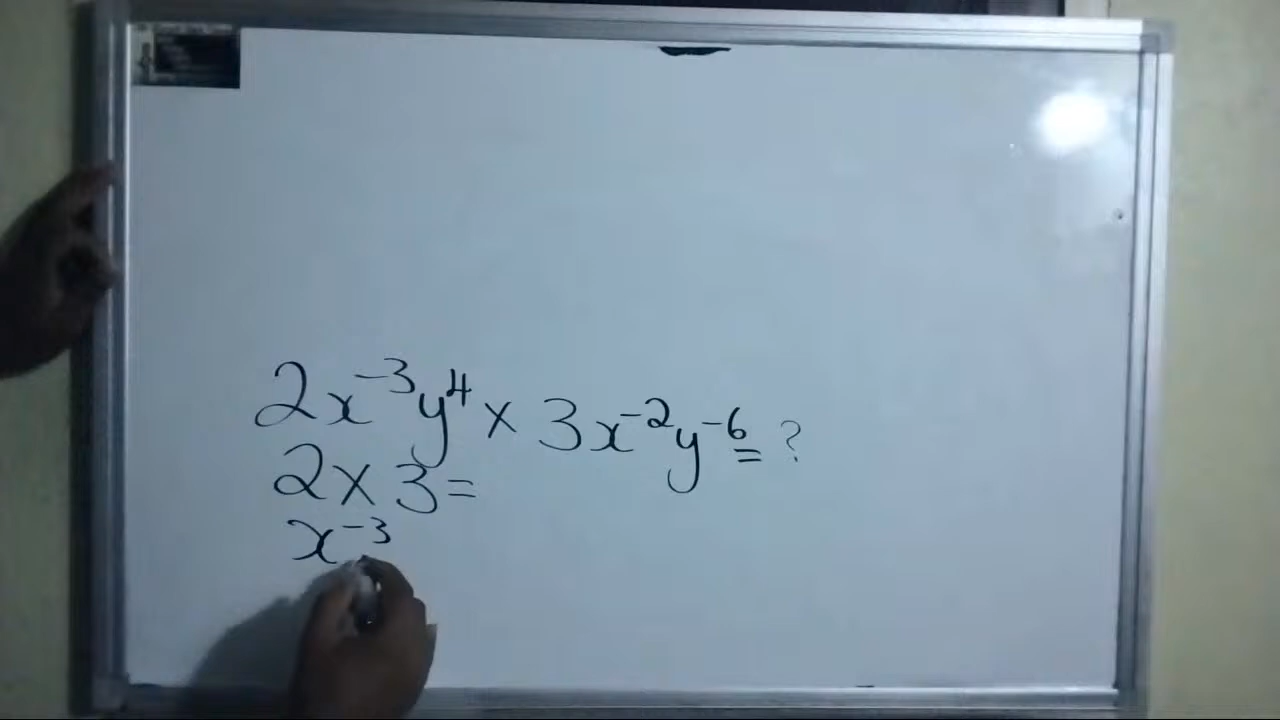 2x⁻³y⁴ × 3x⁻²y⁻⁶ = ?
2 × 3 =
x⁻³